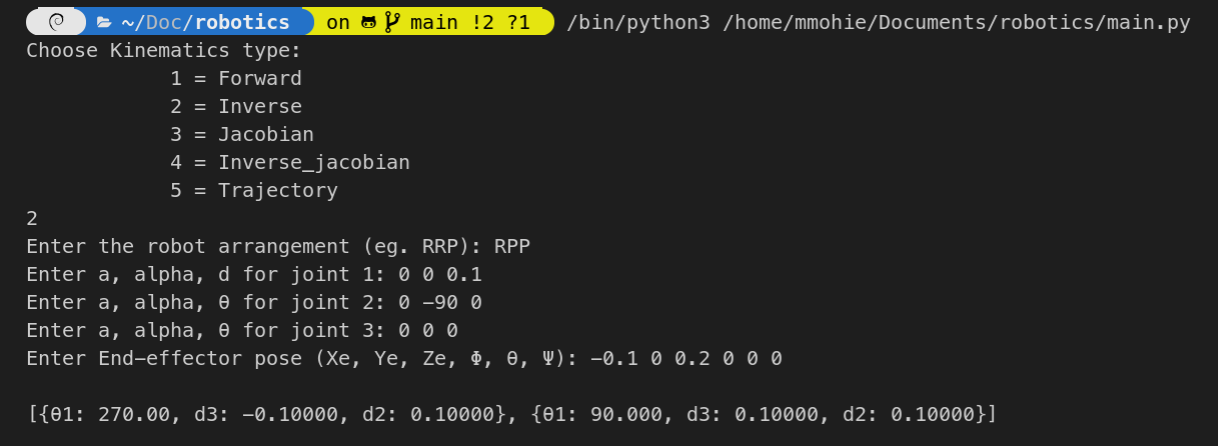 ~/Doc/robotics on main !2 ?1 /bin/python3 /home/mmohie/Documents/robotics/main.py
Choose Kinematics type:
1 = Forward
2 = Inverse
3 = Jacobian
4 = Inverse_jacobian
5 = Trajectory
2
Enter the robot arrangement (eg. RRP): RPP
Enter a, alpha, d for joint 1: 0 0 0.1
Enter a, alpha, θ for joint 2: 0 -90 0
Enter a, alpha, θ for joint 3: 0 0 0
Enter End-effector pose (Xe, Ye, Ze, Φ, θ, Ψ): -0.1 0 0.2 0 0 0
[{θ1: 270.00, d3: -0.10000, d2: 0.10000}, {θ1: 90.000, d3: 0.10000, d2: 0.10000}]